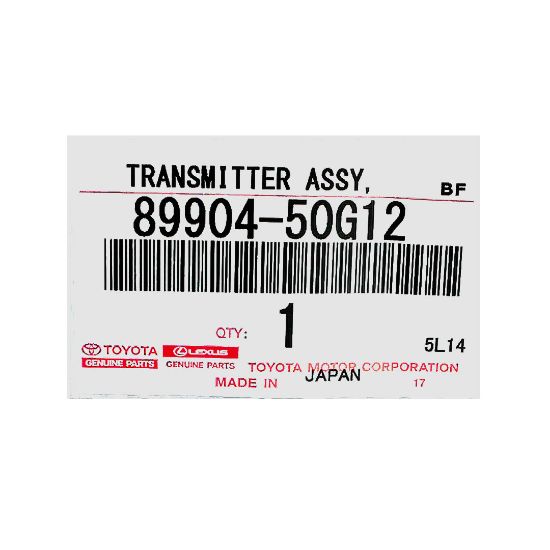 TRANSMITTER ASSY,
BF
89904-50G12
QTY: 1
5L14
TOYOTA LEXUS TOYOTA MOTOR CORPORATION
GENUINE PARTS GENUINE PARTS
MADE IN JAPAN 17